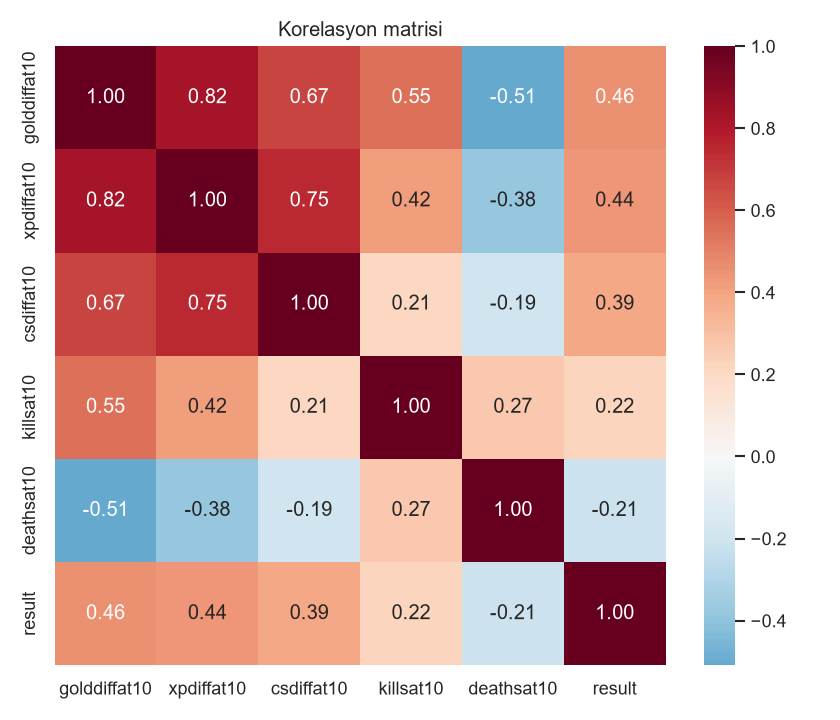 Korelasyon matrisi
golddiffat10 1.00 0.82 0.67 0.55 -0.51 0.46
xpdiffat10 0.82 1.00 0.75 0.42 -0.38 0.44
csdiffat10 0.67 0.75 1.00 0.21 -0.19 0.39
killsat10 0.55 0.42 0.21 1.00 0.27 0.22
deathsat10 -0.51 -0.38 -0.19 0.27 1.00 -0.21
result 0.46 0.44 0.39 0.22 -0.21 1.00
golddiffat10 xpdiffat10 csdiffat10 killsat10 deathsat10 result
1.0
0.8
0.6
0.4
0.2
0.0
−0.2
−0.4